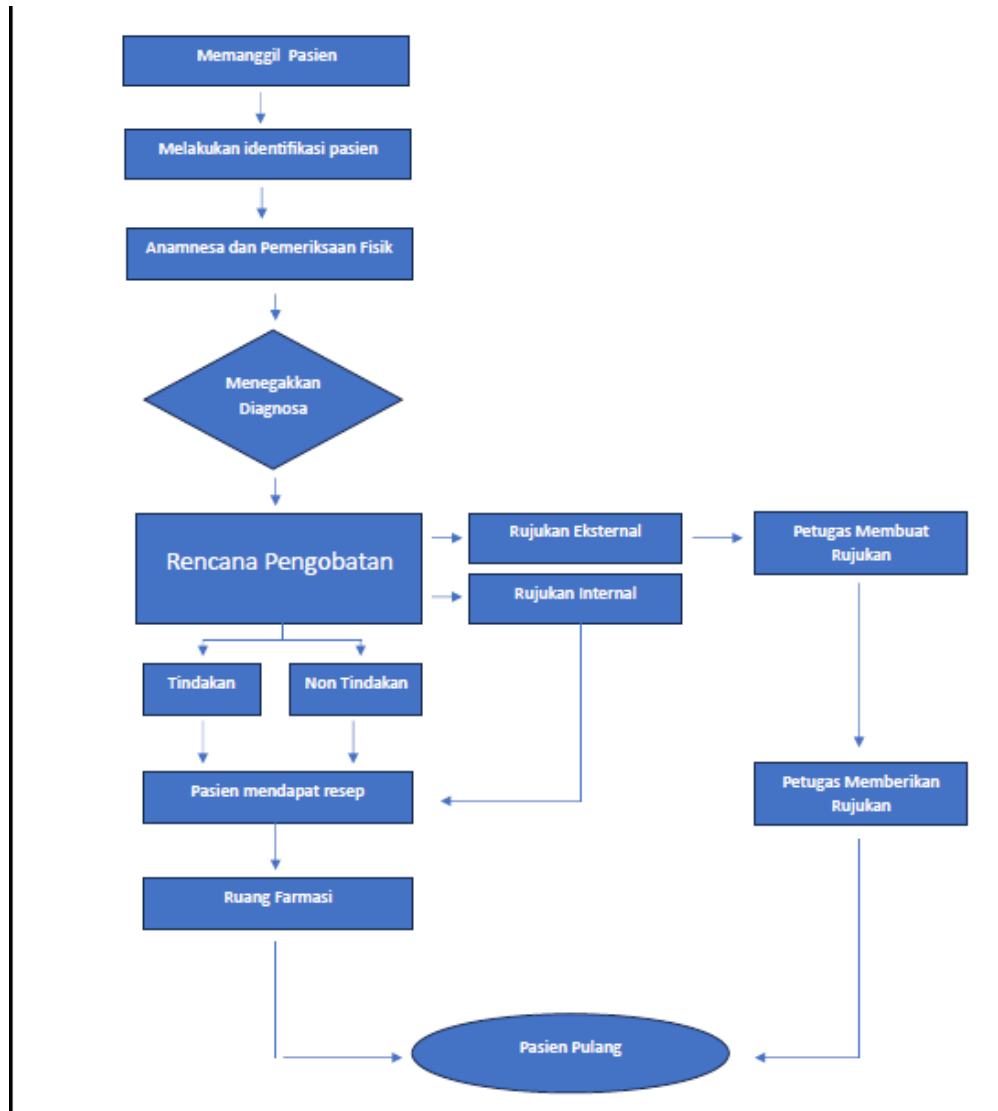 Memanggil Pasien
Melakukan identifikasi pasien
Anamnesa dan Pemeriksaan Fisik
Menegakkan
Diagnosa
Rencana Pengobatan
Rujukan Eksternal
Petugas Membuat
Rujukan
Rujukan Internal
Tindakan
Non Tindakan
Pasien mendapat resep
Petugas Memberikan
Rujukan
Ruang Farmasi
Pasien Pulang